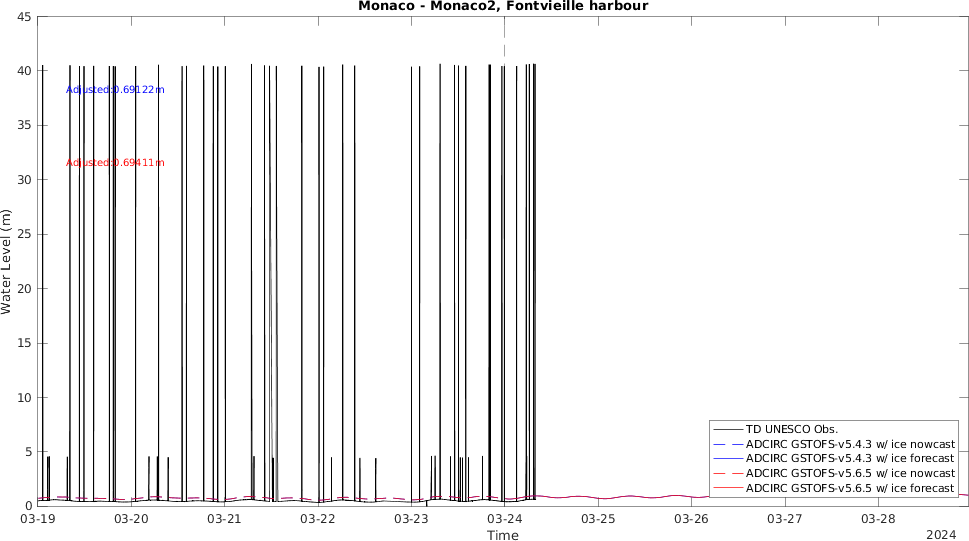 Monaco - Monaco2, Fontvieille harbour
45
40
35
30
25
20
15
10
5
0
Water Level (m)
Adjusted:0.69122m
Adjusted:0.69411m
TD UNESCO Obs.
ADCIRC GSTOFS-v5.4.3 w/ ice nowcast
ADCIRC GSTOFS-v5.4.3 w/ ice forecast
ADCIRC GSTOFS-v5.6.5 w/ ice nowcast
ADCIRC GSTOFS-v5.6.5 w/ ice forecast
03-19 03-20 03-21 03-22 03-23 03-24 03-25 03-26 03-27 03-28
Time
2024